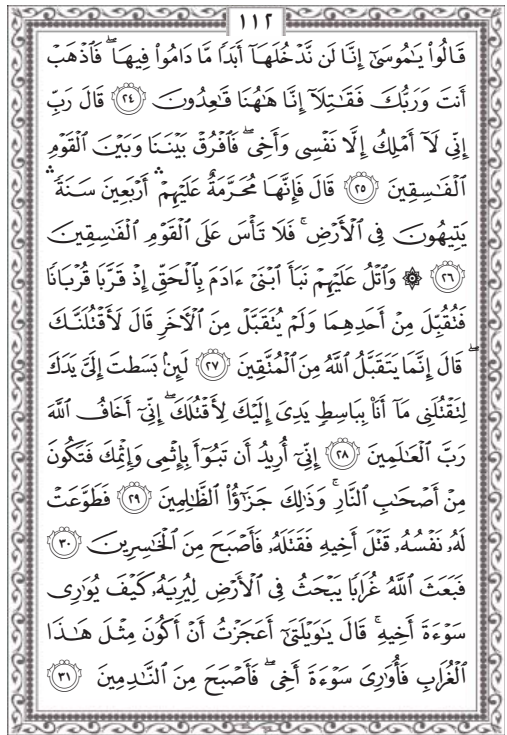 ١١٢
قَالُوا۟ يَـٰمُوسَىٰٓ إِنَّا لَن نَّدْخُلَهَآ أَبَدًۭا مَّا دَامُوا۟ فِيهَا ۖ فَٱذْهَبْ
أَنتَ وَرَبُّكَ فَقَـٰتِلَآ إِنَّا هَـٰهُنَا قَـٰعِدُونَ ٢٤ قَالَ رَبِّ
إِنِّى لَآ أَمْلِكُ إِلَّا نَفْسِى وَأَخِى ۖ فَٱفْرُقْ بَيْنَنَا وَبَيْنَ ٱلْقَوْمِ
ٱلْفَـٰسِقِينَ ٢٥ قَالَ فَإِنَّهَا مُحَرَّمَةٌ عَلَيْهِمْ ۛ أَرْبَعِينَ سَنَةًۭ ۛ
يَتِيهُونَ فِى ٱلْأَرْضِ ۚ فَلَا تَأْسَ عَلَى ٱلْقَوْمِ ٱلْفَـٰسِقِينَ
٢٦ ۞ وَٱتْلُ عَلَيْهِمْ نَبَأَ ٱبْنَىْ ءَادَمَ بِٱلْحَقِّ إِذْ قَرَّبَا قُرْبَانًۭا
فَتُقُبِّلَ مِنْ أَحَدِهِمَا وَلَمْ يُتَقَبَّلْ مِنَ ٱلْـَٔاخَرِ قَالَ لَأَقْتُلَنَّكَ
ۖ قَالَ إِنَّمَا يَتَقَبَّلُ ٱللَّهُ مِنَ ٱلْمُتَّقِينَ ٢٧ لَئِنۢ بَسَطتَ إِلَىَّ يَدَكَ
لِتَقْتُلَنِى مَآ أَنَا۠ بِبَاسِطٍۢ يَدِىَ إِلَيْكَ لِأَقْتُلَكَ ۖ إِنِّىٓ أَخَافُ ٱللَّهَ
رَبَّ ٱلْعَـٰلَمِينَ ٢٨ إِنِّىٓ أُرِيدُ أَن تَبُوٓأَ بِإِثْمِى وَإِثْمِكَ فَتَكُونَ
مِنْ أَصْحَـٰبِ ٱلنَّارِ ۚ وَذَٰلِكَ جَزَٰٓؤُا۟ ٱلظَّـٰلِمِينَ ٢٩ فَطَوَّعَتْ
لَهُۥ نَفْسُهُۥ قَتْلَ أَخِيهِ فَقَتَلَهُۥ فَأَصْبَحَ مِنَ ٱلْخَـٰسِرِينَ ٣٠
فَبَعَثَ ٱللَّهُ غُرَابًۭا يَبْحَثُ فِى ٱلْأَرْضِ لِيُرِيَهُۥ كَيْفَ يُوَٰرِى
سَوْءَةَ أَخِيهِ ۚ قَالَ يَـٰوَيْلَتَىٰٓ أَعَجَزْتُ أَنْ أَكُونَ مِثْلَ هَـٰذَا
ٱلْغُرَابِ فَأُوَٰرِىَ سَوْءَةَ أَخِى ۖ فَأَصْبَحَ مِنَ ٱلنَّـٰدِمِينَ ٣١